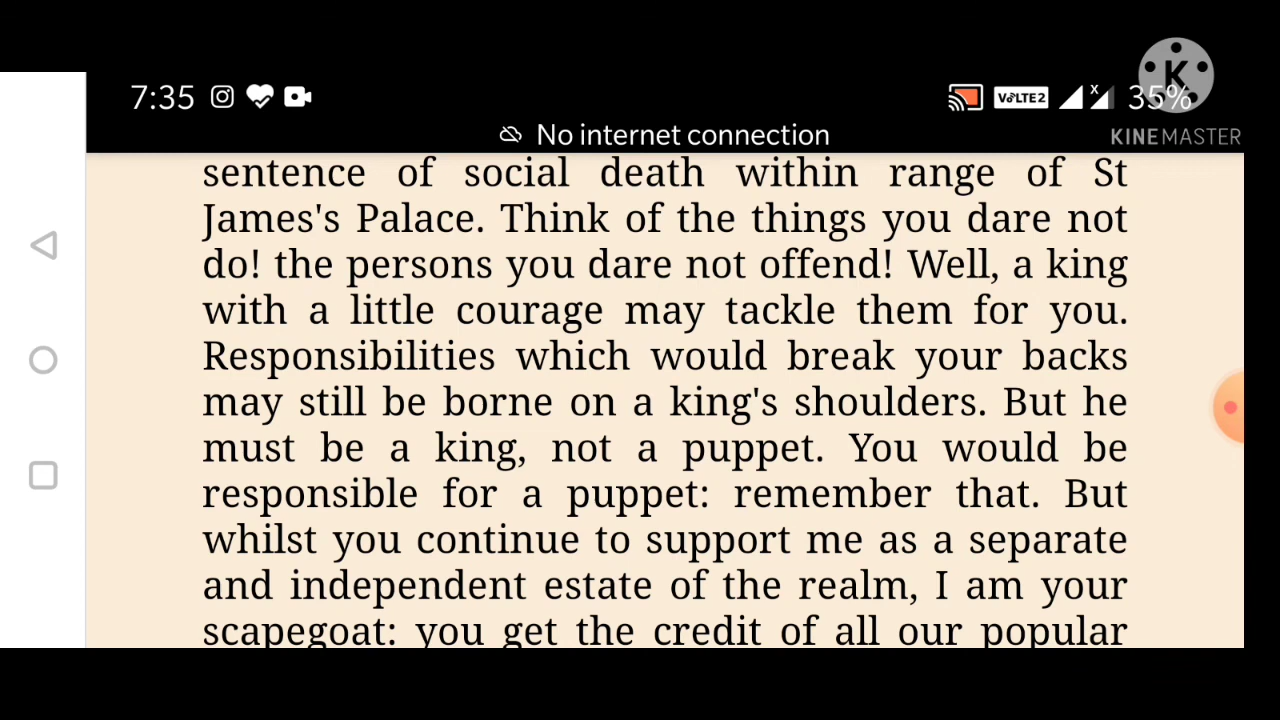 7:35 VoLTE2 x 35%
K
No internet connection
KINEMASTER
sentence of social death within range of St
James's Palace. Think of the things you dare not
do! the persons you dare not offend! Well, a king
with a little courage may tackle them for you.
Responsibilities which would break your backs
may still be borne on a king's shoulders. But he
must be a king, not a puppet. You would be
responsible for a puppet: remember that. But
whilst you continue to support me as a separate
and independent estate of the realm, I am your
scapegoat: you get the credit of all our popular